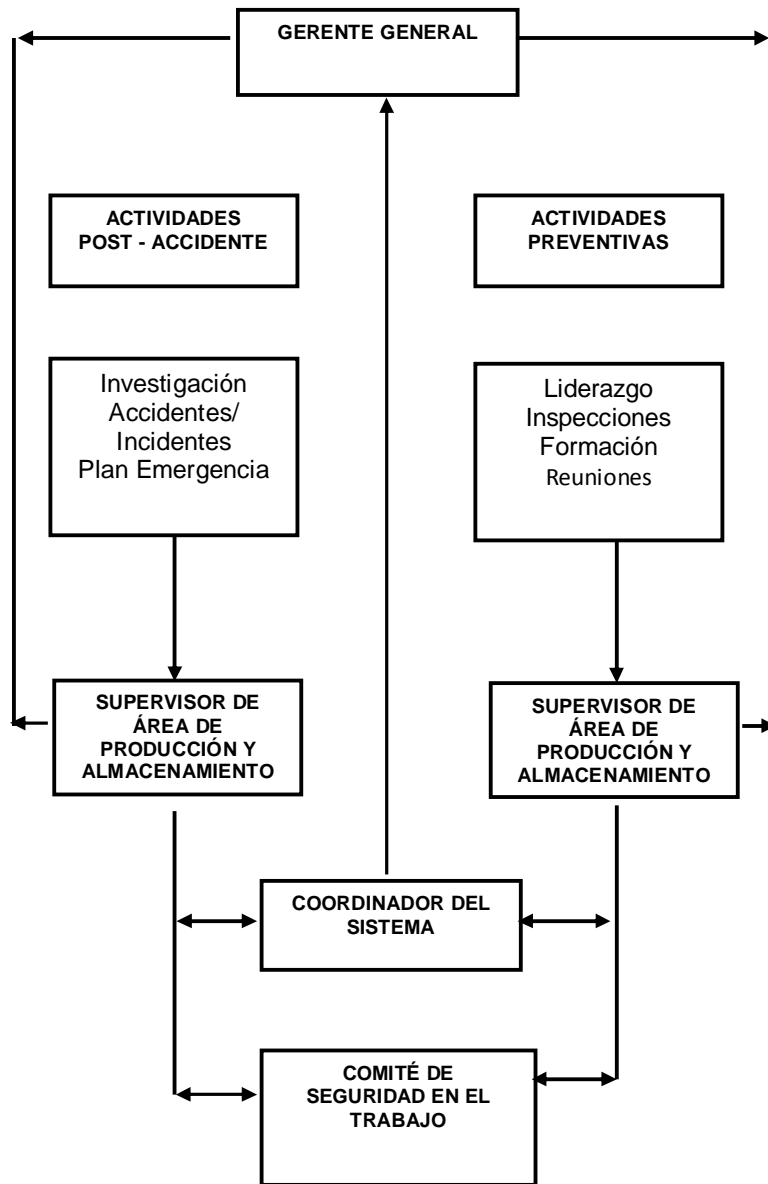 GERENTE GENERAL
ACTIVIDADES
POST - ACCIDENTE
ACTIVIDADES
PREVENTIVAS
Investigación
Accidentes/
Incidentes
Plan Emergencia
Liderazgo
Inspecciones
Formación
Reuniones
SUPERVISOR DE
ÁREA DE
PRODUCCIÓN Y
ALMACENAMIENTO
SUPERVISOR DE
ÁREA DE
PRODUCCIÓN Y
ALMACENAMIENTO
COORDINADOR DEL
SISTEMA
COMITÉ DE
SEGURIDAD EN EL
TRABAJO